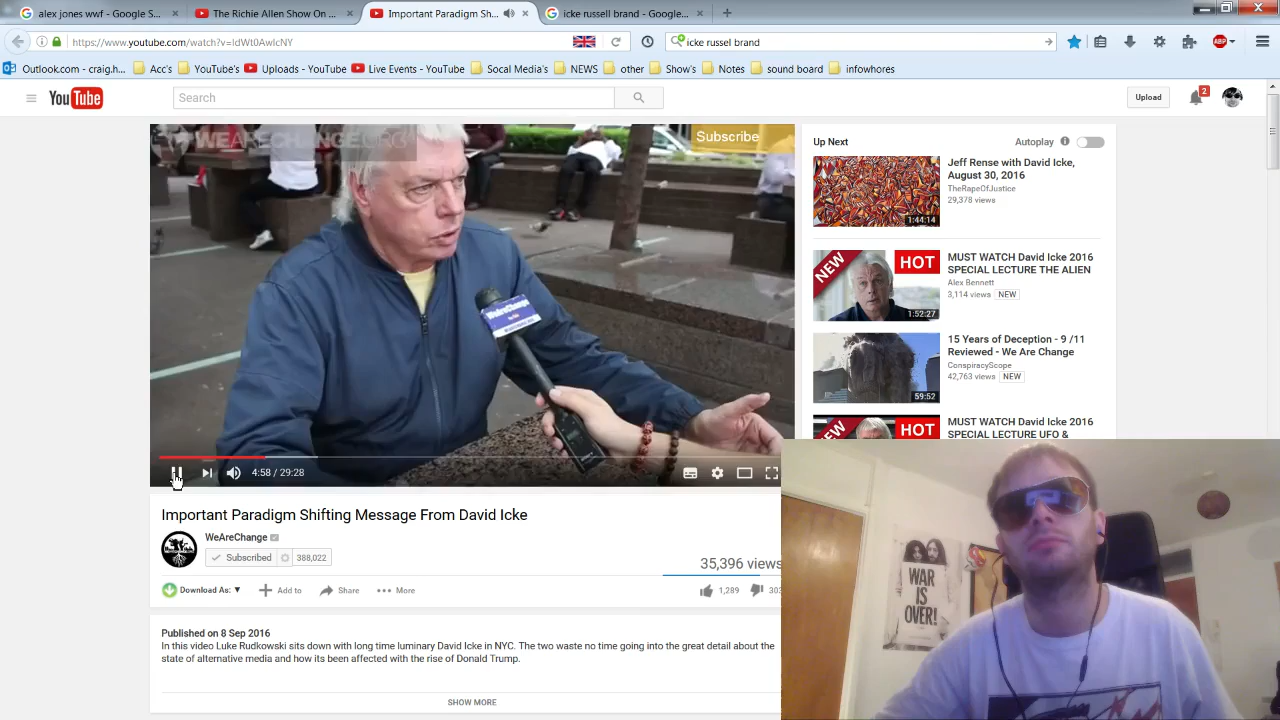 alex jones wwf - Google S...
The Richie Allen Show On ...
Important Paradigm Sh...
icke russell brand - Google...
https://www.youtube.com/watch?v=IdWt0AwIcNY
icke russel brand
ABP
Outlook.com - craig.h...
Acc's
YouTube's
Uploads - YouTube
Live Events - YouTube
Socal Media's
NEWS
other
Show's
Notes
sound board
infowhores
YouTube
Search
Upload
2
WEARECHANGE.ORG
Subscribe
4:58 / 29:28
Up Next
Autoplay
Jeff Rense with David Icke,
August 30, 2016
TheRapeOfJustice
29,378 views
1:44:14
NEW
HOT
1:52:27
MUST WATCH David Icke 2016
SPECIAL LECTURE THE ALIEN
Alex Bennett
3,114 views NEW
15 Years of Deception - 9 /11
Reviewed - We Are Change
ConspiracyScope
42,763 views NEW
59:52
HOT
MUST WATCH David Icke 2016
SPECIAL LECTURE UFO &
Important Paradigm Shifting Message From David Icke
WeAreChange
Subscribed 388,022
35,396 views
Download As: ▼
Add to
Share
More
1,289
303
Published on 8 Sep 2016
In this video Luke Rudkowski sits down with long time luminary David Icke in NYC. The two waste no time going into the great detail about the
state of alternative media and how its been affected with the rise of Donald Trump.
SHOW MORE
WAR
IS
OVER!